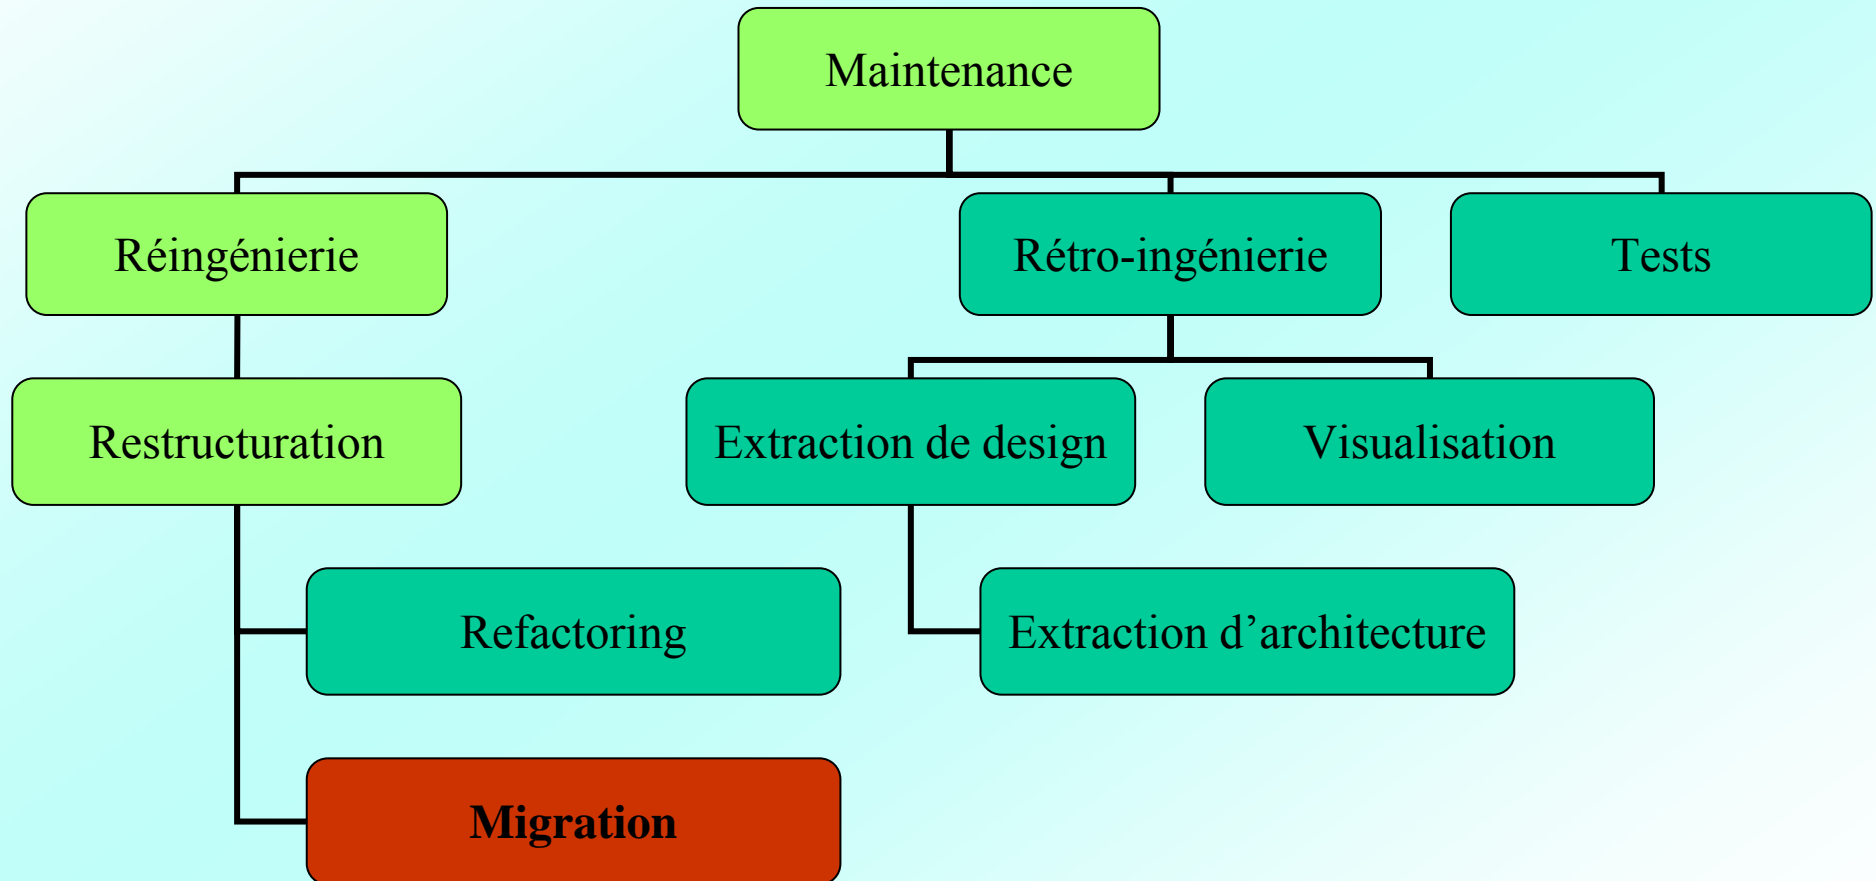 Maintenance
Réingénierie
Rétro-ingénierie
Tests
Restructuration
Extraction de design
Visualisation
Refactoring
Extraction d’architecture
Migration